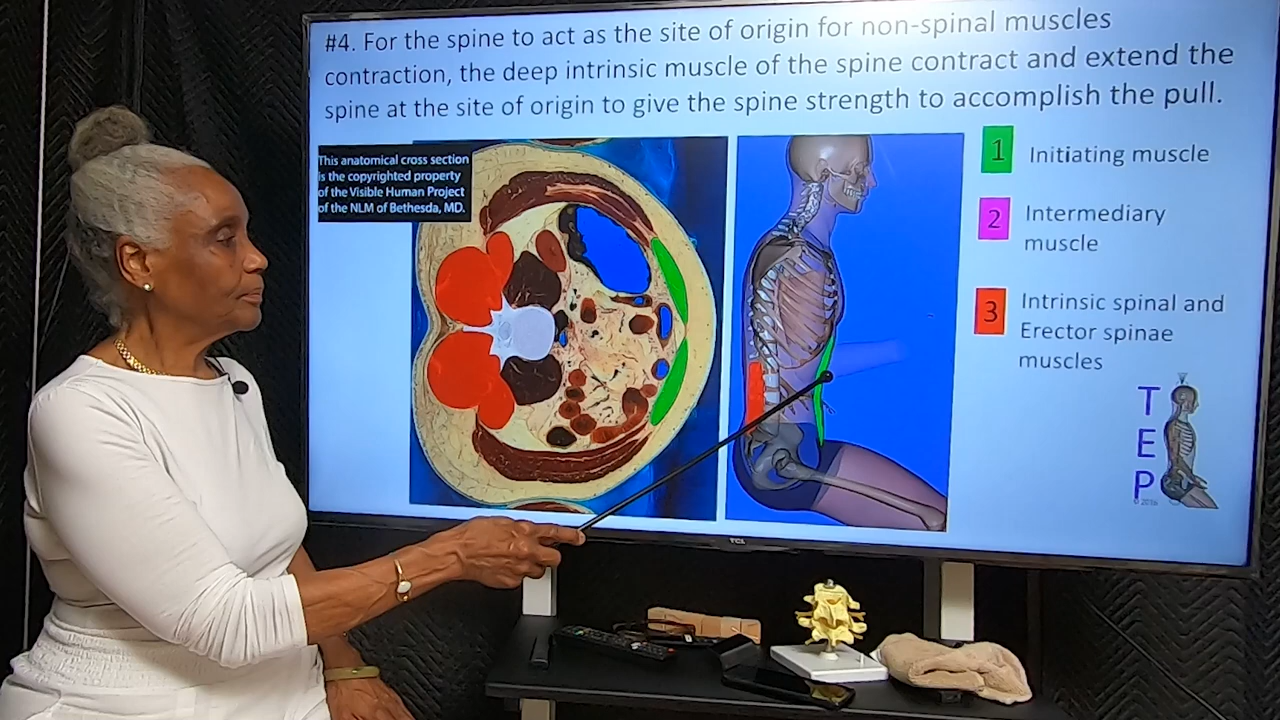 #4. For the spine to act as the site of origin for non-spinal muscles
contraction, the deep intrinsic muscle of the spine contract and extend the
spine at the site of origin to give the spine strength to accomplish the pull.
This anatomical cross section
is the copyrighted property
of the Visible Human Project
of the NLM of Bethesda, MD.
1 Initiating muscle
2 Intermediary
muscle
3 Intrinsic spinal and
Erector spinae
muscles
T
E
P
© 2016
TCL